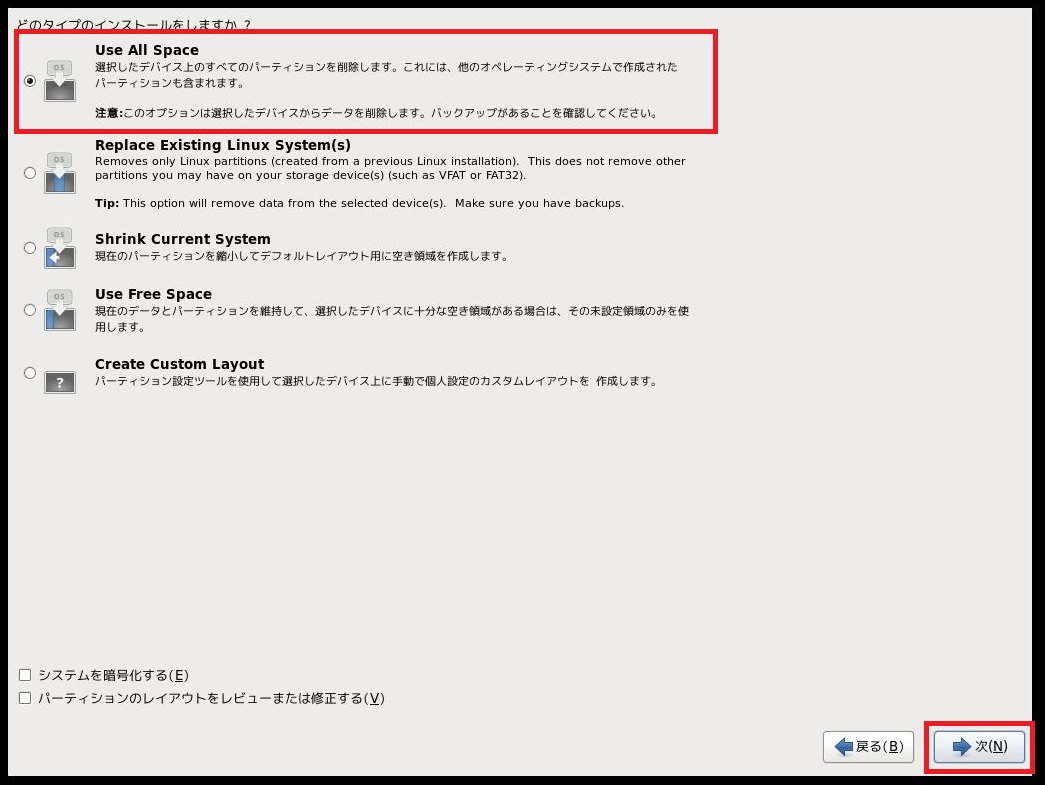 どのタイプのインストールをしますか ?
Use All Space
OS
選択したデバイス上のすべてのパーティションを削除します。これには、他のオペレーティングシステムで作成された
パーティションも含まれます。
注意:このオプションは選択したデバイスからデータを削除します。バックアップがあることを確認してください。
Replace Existing Linux System(s)
OS
Removes only Linux partitions (created from a previous Linux installation). This does not remove other
partitions you may have on your storage device(s) (such as VFAT or FAT32).
Tip: This option will remove data from the selected device(s). Make sure you have backups.
OS
Shrink Current System
現在のパーティションを縮小してデフォルトレイアウト用に空き領域を作成します。
OS
Use Free Space
現在のデータとパーティションを維持して、選択したデバイスに十分な空き領域がある場合は、その未設定領域のみを使
用します。
Create Custom Layout
?
パーティション設定ツールを使用して選択したデバイス上に手動で個人設定のカスタムレイアウトを 作成します。
システムを暗号化する(E)
パーティションのレイアウトをレビューまたは修正する(V)
戻る(B)
次(N)